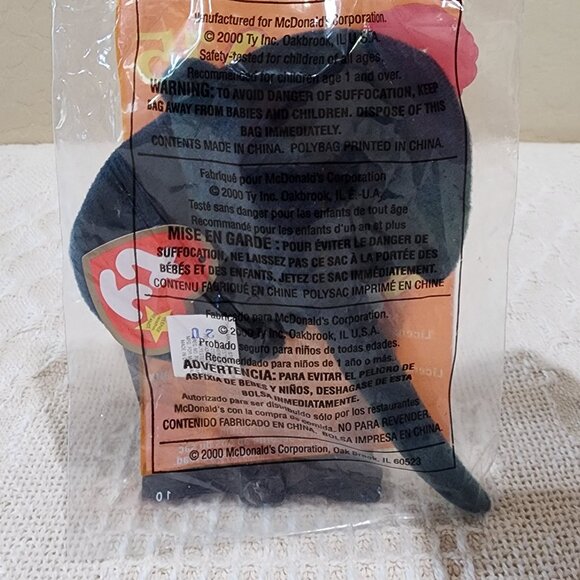 anufactured for McDonald's Corporation.
© 2000 Ty Inc. Oakbrook, IL U.S.A.
Safety-tested for children of all ages.
Recommended for children age 1 and over.
WARNING: TO AVOID DANGER OF SUFFOCATION, KEEP
BAG AWAY FROM BABIES AND CHILDREN. DISPOSE OF THIS
BAG IMMEDIATELY.
CONTENTS MADE IN CHINA. POLYBAG PRINTED IN CHINA.
Fabriqué pour McDonald's Corporation
© 2000 Ty Inc. Oakbrook, IL É.-U.A.
Testé sans danger pour les enfants de tout âge
Recommandé pour les enfants d'un an et plus
MISE EN GARDE : POUR ÉVITER LE DANGER DE
SUFFOCATION, NE LAISSEZ PAS CE SAC À LA PORTÉE DES
BÉBÉS ET DES ENFANTS. JETEZ CE SAC IMMÉDIATEMENT.
CONTENU FABRIQUÉ EN CHINE POLYSAC IMPRIMÉ EN CHINE
ty
Fabricado para McDonald's Corporation.
© 2000 Ty Inc. Oakbrook, IL U.S.A.
Probado seguro para niños de todas edades.
Recomendado para niños de 1 año o más.
ADVERTENCIA: PARA EVITAR EL PELIGRO DE
ASFIXIA DE BEBES Y NIÑOS, DESHAGASE DE ESTA
BOLSA INMEDIATAMENTE.
Autorizado para ser distribuido sólo por los restaurantes
McDonald's con la compra de comida. NO PARA REVENDER.
CONTENIDO FABRICADO EN CHINA. BOLSA IMPRESA EN CHINA.
© 2000 McDonald's Corporation, Oak Brook, IL 60523
10